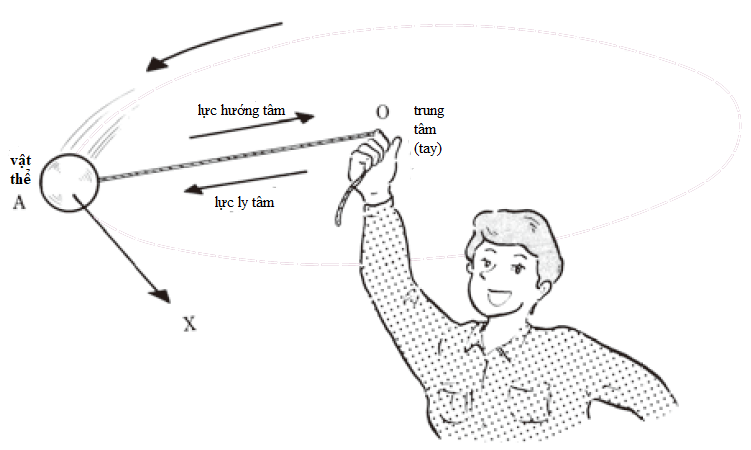 lực hướng tâm
O
trung
tâm
(tay)
vật
thể
A
lực ly tâm
X